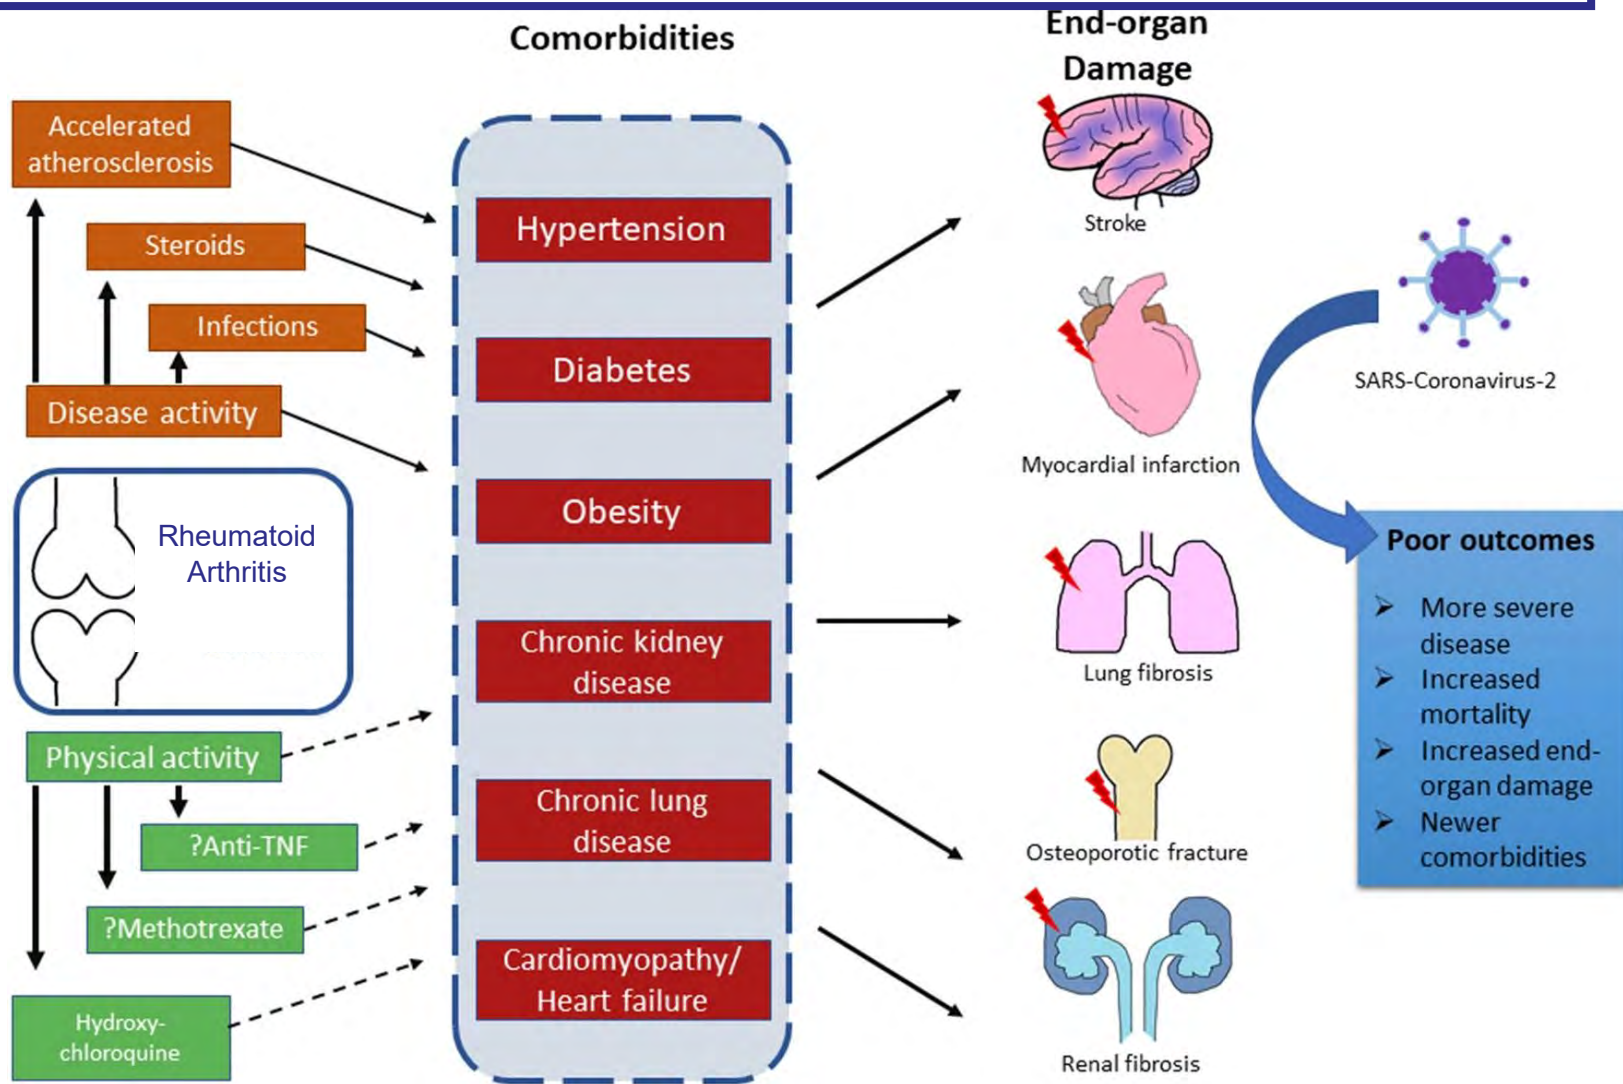 Comorbidities
End-organ
Damage
Accelerated
atherosclerosis
Steroids
Infections
Disease activity
Rheumatoid
Arthritis
Physical activity
?Anti-TNF
?Methotrexate
Hydroxy-
chloroquine
Hypertension
Diabetes
Obesity
Chronic kidney
disease
Chronic lung
disease
Cardiomyopathy/
Heart failure
Stroke
Myocardial infarction
Lung fibrosis
Osteoporotic fracture
Renal fibrosis
SARS-Coronavirus-2
Poor outcomes
➢ More severe
disease
➢ Increased
mortality
➢ Increased end-
organ damage
➢ Newer
comorbidities